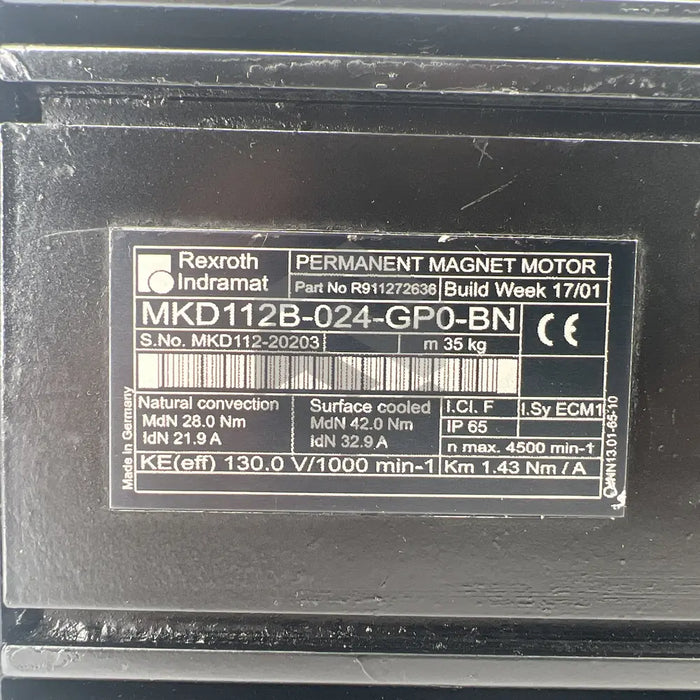 Rexroth
Indramat
PERMANENT MAGNET MOTOR
Part No R911272636
Build Week 17/01
MKD112B-024-GP0-BN
CE
S.No. MKD112-20203
m 35 kg
Natural convection
MdN 28.0 Nm
IdN 21.9 A
Surface cooled
MdN 42.0 Nm
IdN 32.9 A
I.Cl. F
I.Sy ECM1
IP 65
n max. 4500 min-1
KE(eff) 130.0 V/1000 min-1
Km 1.43 Nm / A
Made in Germany